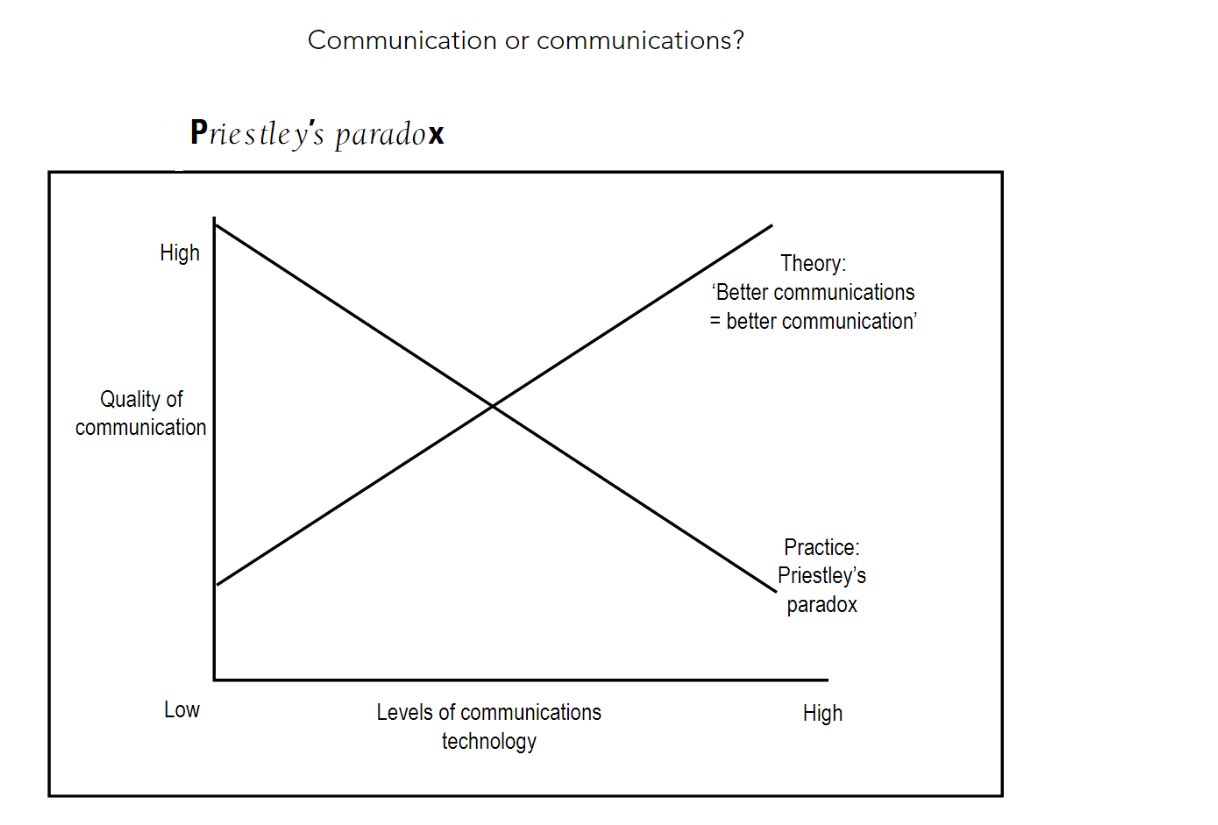 Communication or communications?
Priestley's paradox
High
Theory:
‘Better communications
= better communication’
Quality of
communication
Practice:
Priestley’s
paradox
Low
Levels of communications
technology
High